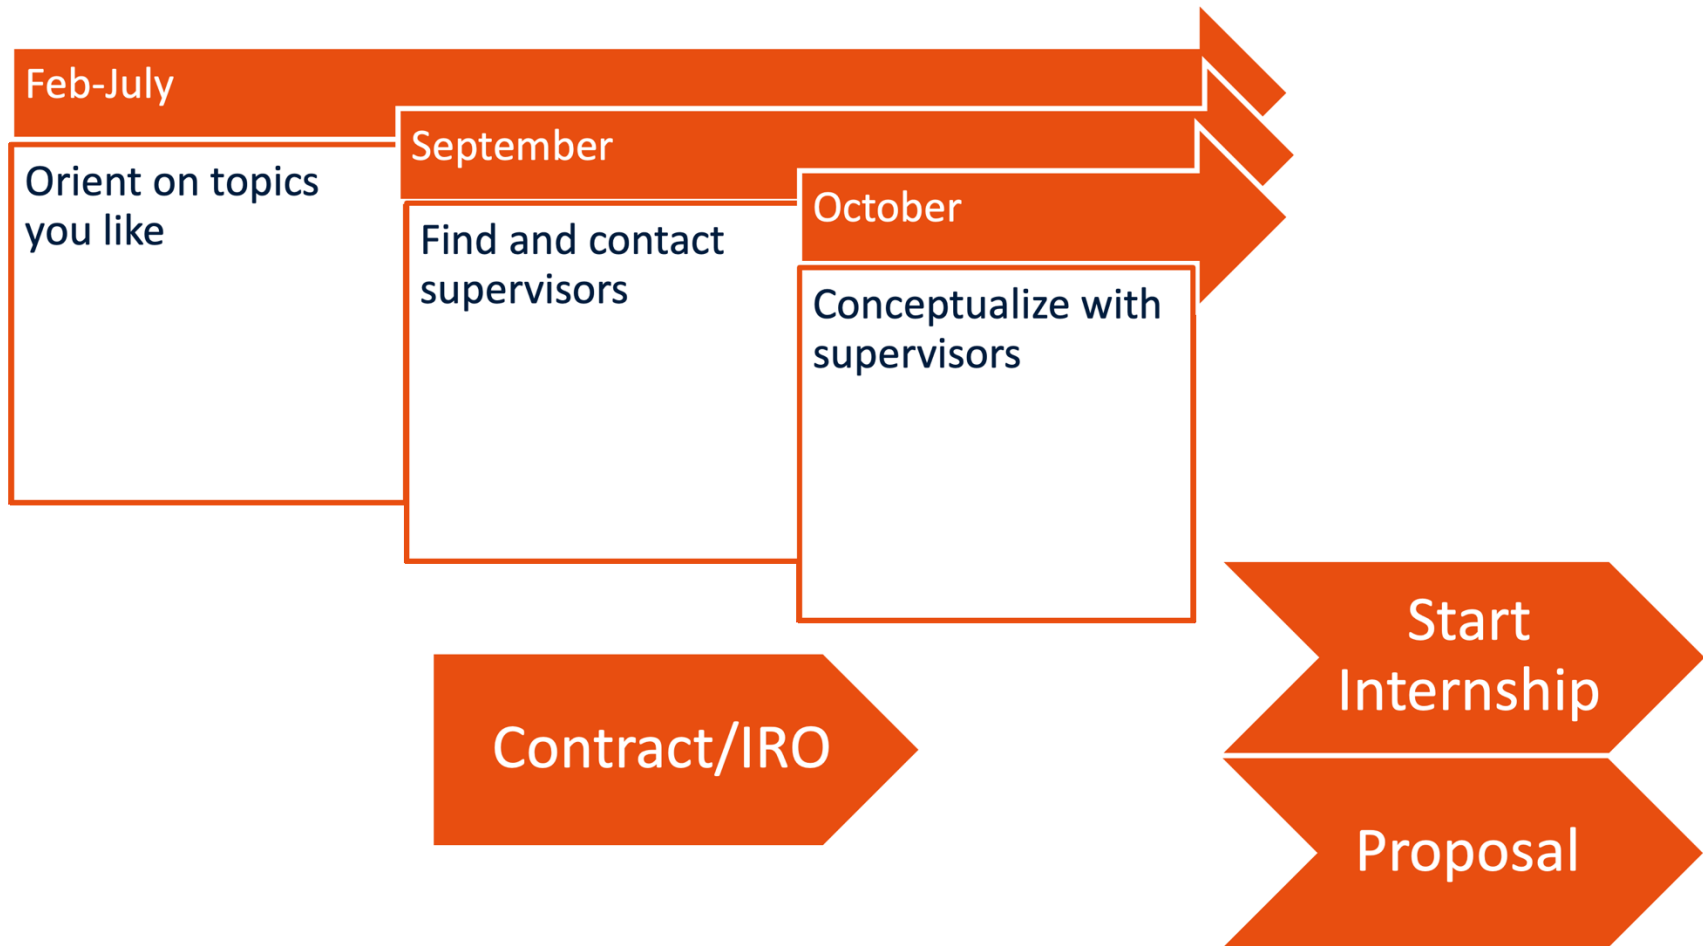 Feb-July
Orient on topics
you like
September
Find and contact
supervisors
October
Conceptualize with
supervisors
Contract/IRO
Start
Internship
Proposal